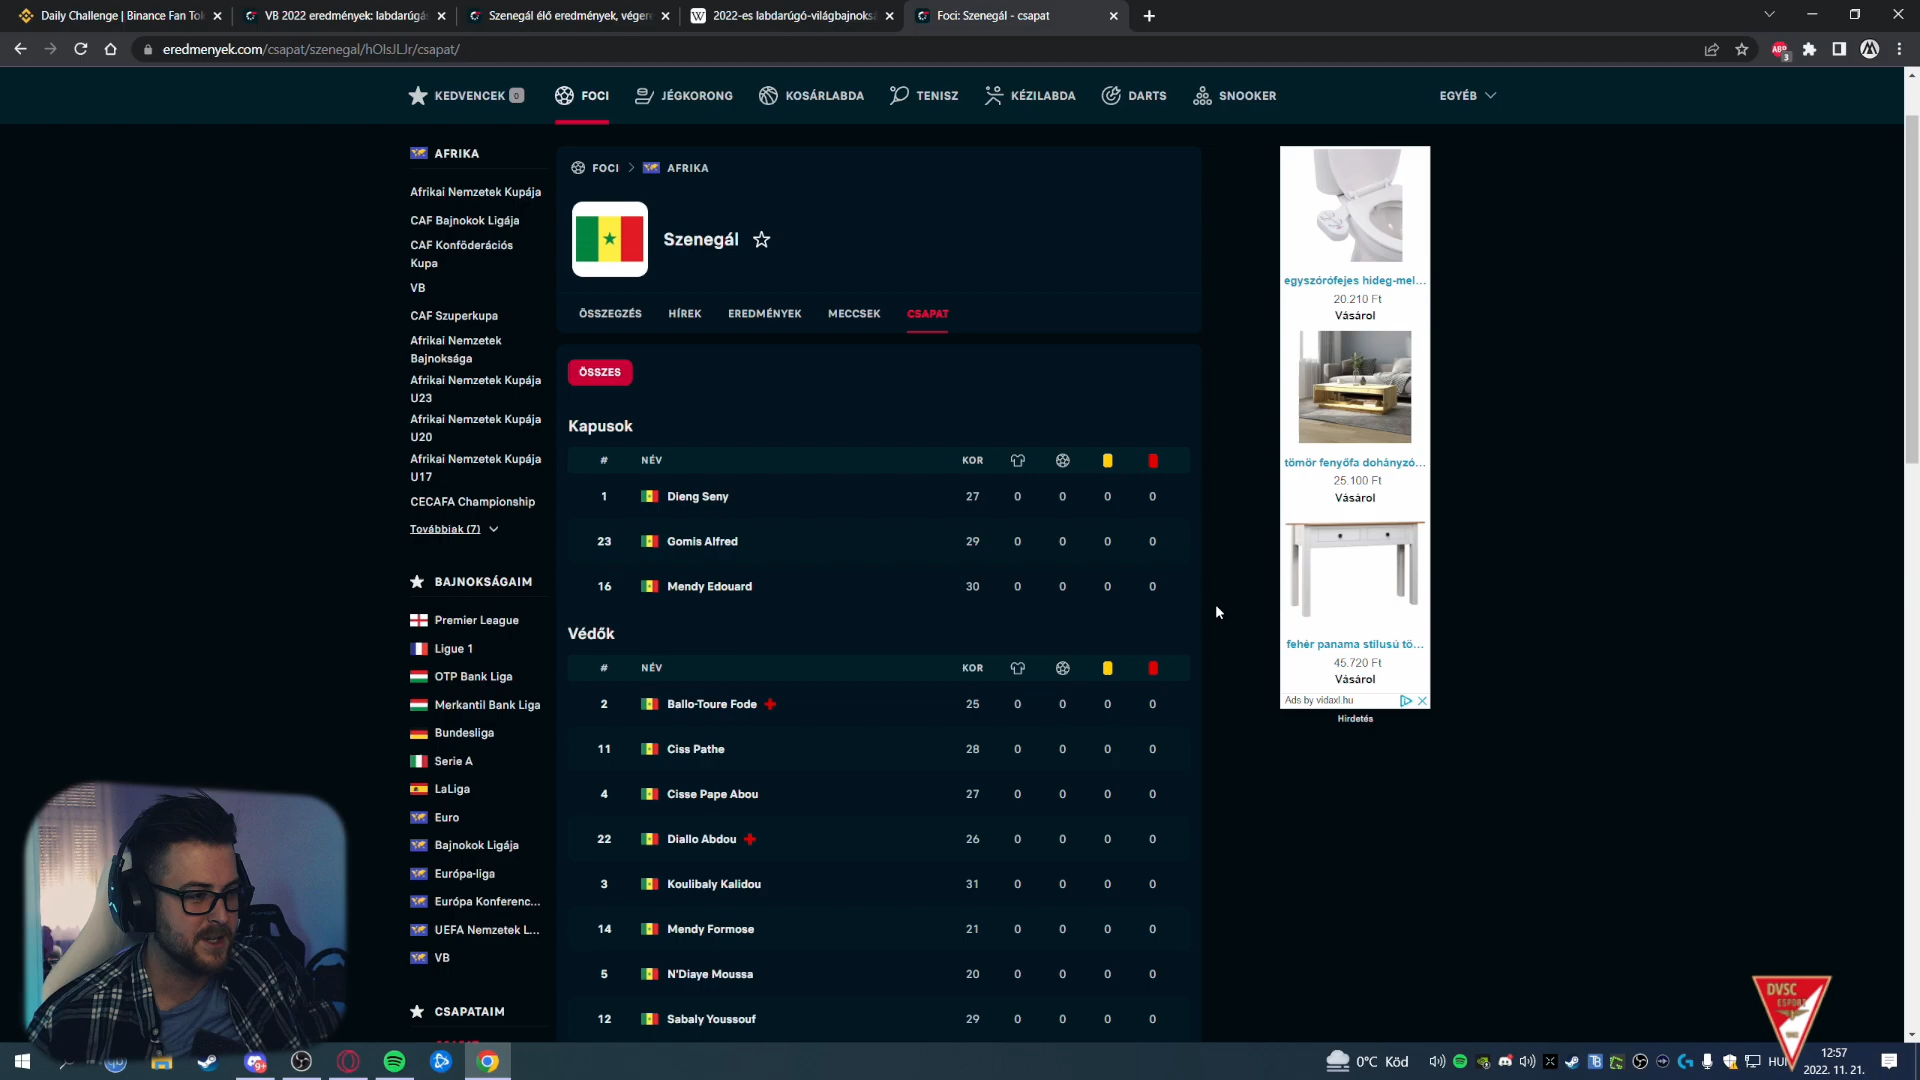 Daily Challenge | Binance Fan Tok
VB 2022 eredmények: labdarúgás
Szenegál élő eredmények, végere
2022-es labdarúgó-világbajnoksá
Foci: Szenegál - csapat
eredmenyek.com/csapat/szenegal/hOIsJLJr/csapat/
ABP
3
KEDVENCEK 0
FOCI
JÉGKORONG
KOSÁRLABDA
TENISZ
KÉZILABDA
DARTS
SNOOKER
EGYÉB
AFRIKA
Afrikai Nemzetek Kupája
CAF Bajnokok Ligája
CAF Konföderációs
Kupa
VB
CAF Szuperkupa
Afrikai Nemzetek
Bajnoksága
Afrikai Nemzetek Kupája
U23
Afrikai Nemzetek Kupája
U20
Afrikai Nemzetek Kupája
U17
CECAFA Championship
Továbbiak (7)
BAJNOKSÁGAIM
Premier League
Ligue 1
OTP Bank Liga
Merkantil Bank Liga
Bundesliga
Serie A
LaLiga
Euro
Bajnokok Ligája
Európa-liga
Európa Konferenc...
UEFA Nemzetek L...
VB
CSAPATAIM
FOCI > AFRIKA
Szenegál
ÖSSZEGZÉS HÍREK EREDMÉNYEK MECCSEK CSAPAT
ÖSSZES
Kapusok
# NÉV KOR
1 Dieng Seny 27 0 0 0 0
23 Gomis Alfred 29 0 0 0 0
16 Mendy Edouard 30 0 0 0 0
Védők
# NÉV KOR
2 Ballo-Toure Fode 25 0 0 0 0
11 Ciss Pathe 28 0 0 0 0
4 Cisse Pape Abou 27 0 0 0 0
22 Diallo Abdou 26 0 0 0 0
3 Koulibaly Kalidou 31 0 0 0 0
14 Mendy Formose 21 0 0 0 0
5 N'Diaye Moussa 20 0 0 0 0
12 Sabaly Youssouf 29 0 0 0 0
egyszórófejes hideg-mel...
20.210 Ft
Vásárol
tömör fenyőfa dohányzó...
25.100 Ft
Vásárol
fehér panama stílusú tö...
45.720 Ft
Vásárol
Ads by vidaxl.hu
Hirdetés
DVSC
ESPORT
0°C Köd
HUN
12:57
2022. 11. 21.